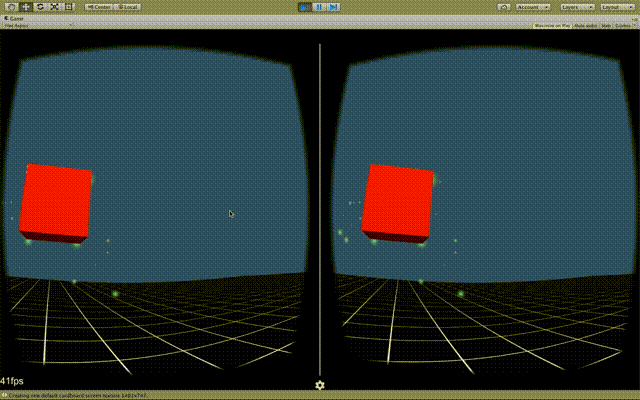 Center Local
Account Layers Layout
Game
Free Aspect
Maximize on Play Mute audio Stats Gizmos
41fps
Creating new default cardboard screen texture